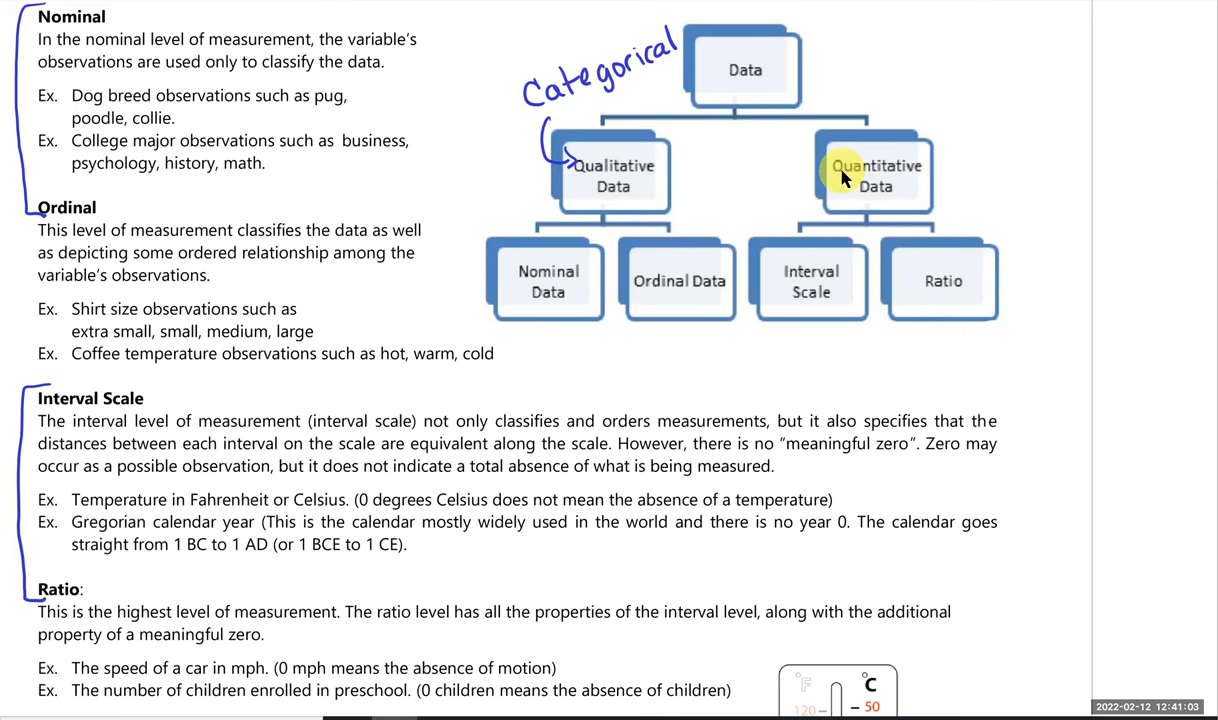 Nominal
In the nominal level of measurement, the variable's
observations are used only to classify the data.
Ex. Dog breed observations such as pug,
poodle, collie.
Ex. College major observations such as business,
psychology, history, math.
Ordinal
This level of measurement classifies the data as well
as depicting some ordered relationship among the
variable's observations.
Ex. Shirt size observations such as
extra small, small, medium, large
Ex. Coffee temperature observations such as hot, warm, cold
Categorical
Data
Qualitative
Data
Quantitative
Data
Nominal
Data
Ordinal Data
Interval
Scale
Ratio
Interval Scale
The interval level of measurement (interval scale) not only classifies and orders measurements, but it also specifies that the
distances between each interval on the scale are equivalent along the scale. However, there is no "meaningful zero". Zero may
occur as a possible observation, but it does not indicate a total absence of what is being measured.
Ex. Temperature in Fahrenheit or Celsius. (0 degrees Celsius does not mean the absence of a temperature)
Ex. Gregorian calendar year (This is the calendar mostly widely used in the world and there is no year 0. The calendar goes
straight from 1 BC to 1 AD (or 1 BCE to 1 CE).
Ratio:
This is the highest level of measurement. The ratio level has all the properties of the interval level, along with the additional
property of a meaningful zero.
Ex. The speed of a car in mph. (0 mph means the absence of motion)
Ex. The number of children enrolled in preschool. (0 children means the absence of children)
°F °C
120 50
2022-02-12 12:41:03